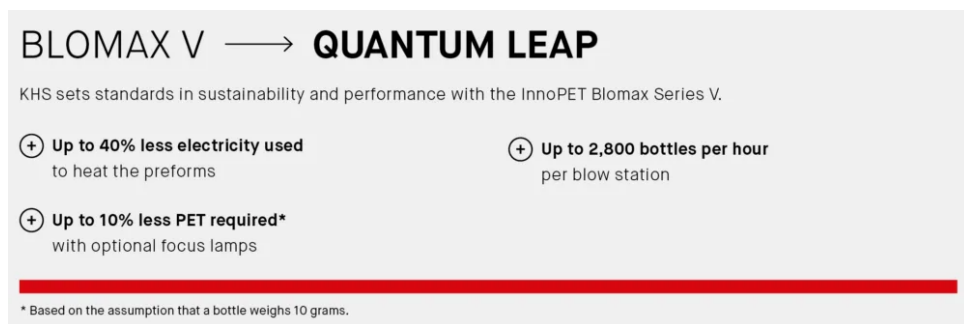 BLOMAX V → QUANTUM LEAP
KHS sets standards in sustainability and performance with the InnoPET Blomax Series V.
Up to 40% less electricity used
to heat the preforms
Up to 10% less PET required*
with optional focus lamps
Up to 2,800 bottles per hour
per blow station
* Based on the assumption that a bottle weighs 10 grams.